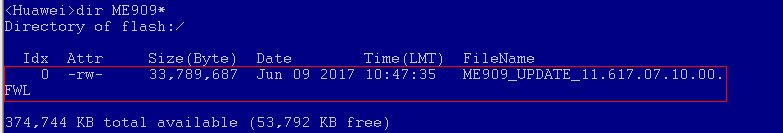 <Huawei>dir ME909*
Directory of flash:/
Idx Attr Size(Byte) Date Time(LMT) FileName
0 -rw- 33,789,687 Jun 09 2017 10:47:35 ME909_UPDATE_11.617.07.10.00.
FWL
374,744 KB total available (53,792 KB free)